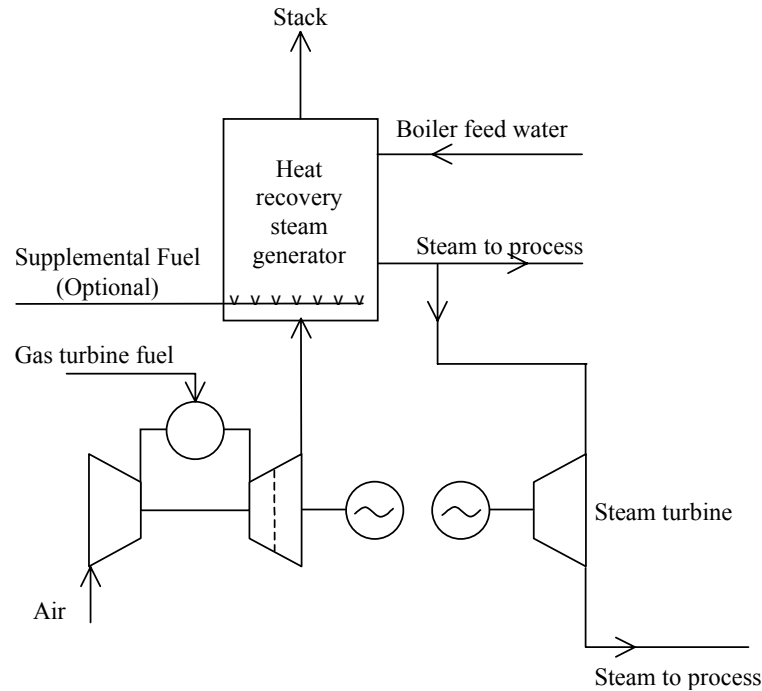 Stack
Boiler feed water
Heat
recovery
steam
generator
Steam to process
Supplemental Fuel
(Optional)
Gas turbine fuel
Steam turbine
Air
Steam to process